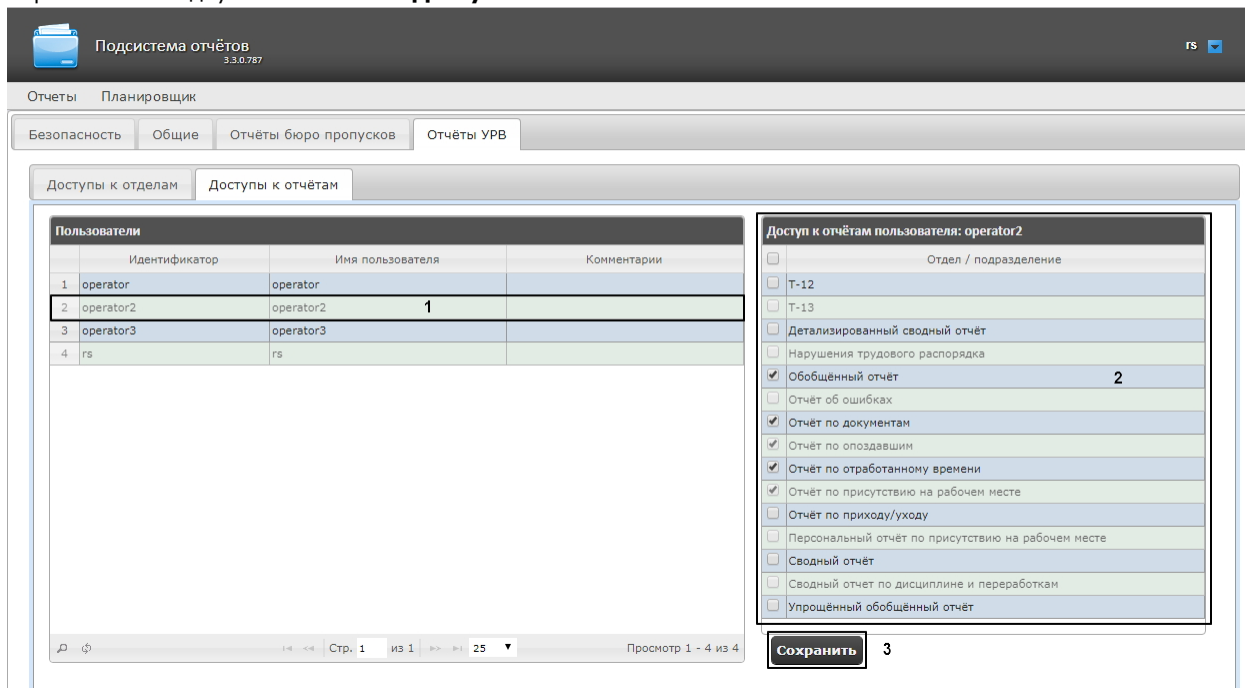 Подсистема отчётов
3.3.0.787
rs
Отчеты Планировщик
Безопасность Общие Отчёты бюро пропусков Отчёты УРВ
Доступы к отделам Доступы к отчётам
Пользователи
Идентификатор Имя пользователя Комментарии
1 operator operator
2 operator2 operator2 1
3 operator3 operator3
4 rs rs
Стр. 1 из 1 25 Просмотр 1 - 4 из 4
Доступ к отчётам пользователя: operator2
Отдел / подразделение
Т-12
Т-13
Детализированный сводный отчёт
Нарушения трудового распорядка
Обобщённый отчёт 2
Отчёт об ошибках
Отчёт по документам
Отчёт по опоздавшим
Отчёт по отработанному времени
Отчёт по присутствию на рабочем месте
Отчёт по приходу/уходу
Персональный отчёт по присутствию на рабочем месте
Сводный отчёт
Сводный отчет по дисциплине и переработкам
Упрощённый обобщённый отчёт
Сохранить 3